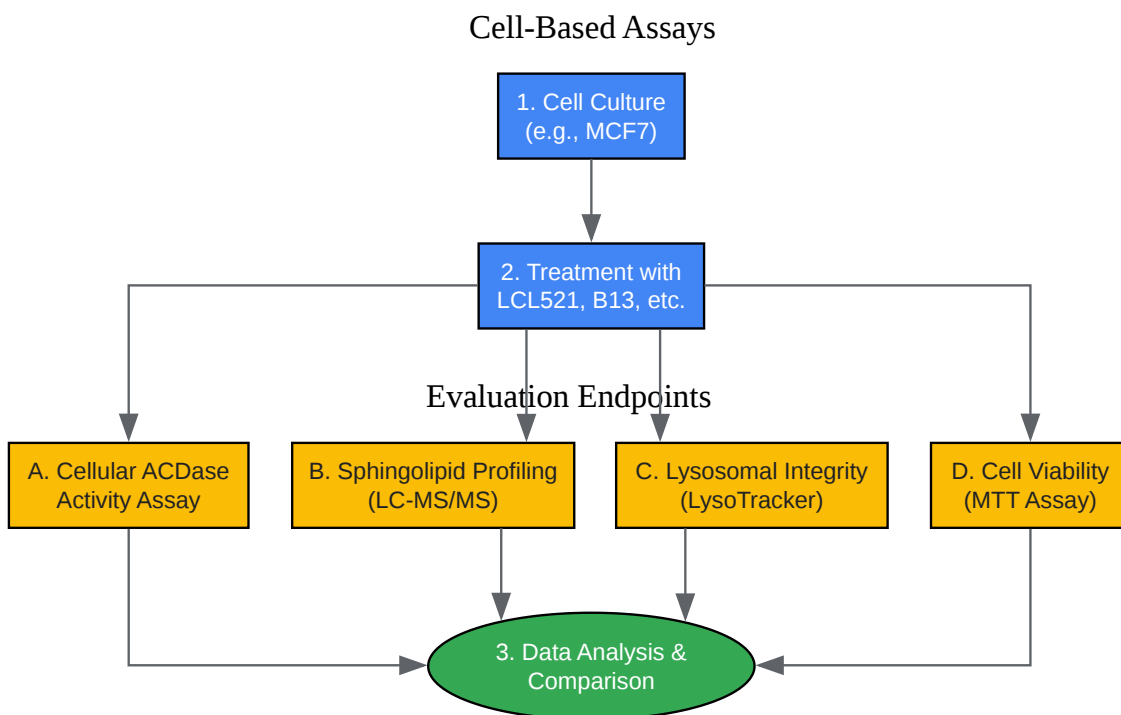 Cell-Based Assays
1. Cell Culture
(e.g., MCF7)
2. Treatment with
LCL521, B13, etc.
Evaluation Endpoints
A. Cellular ACDase
Activity Assay
B. Sphingolipid Profiling
(LC-MS/MS)
C. Lysosomal Integrity
(LysoTracker)
D. Cell Viability
(MTT Assay)
3. Data Analysis &
Comparison